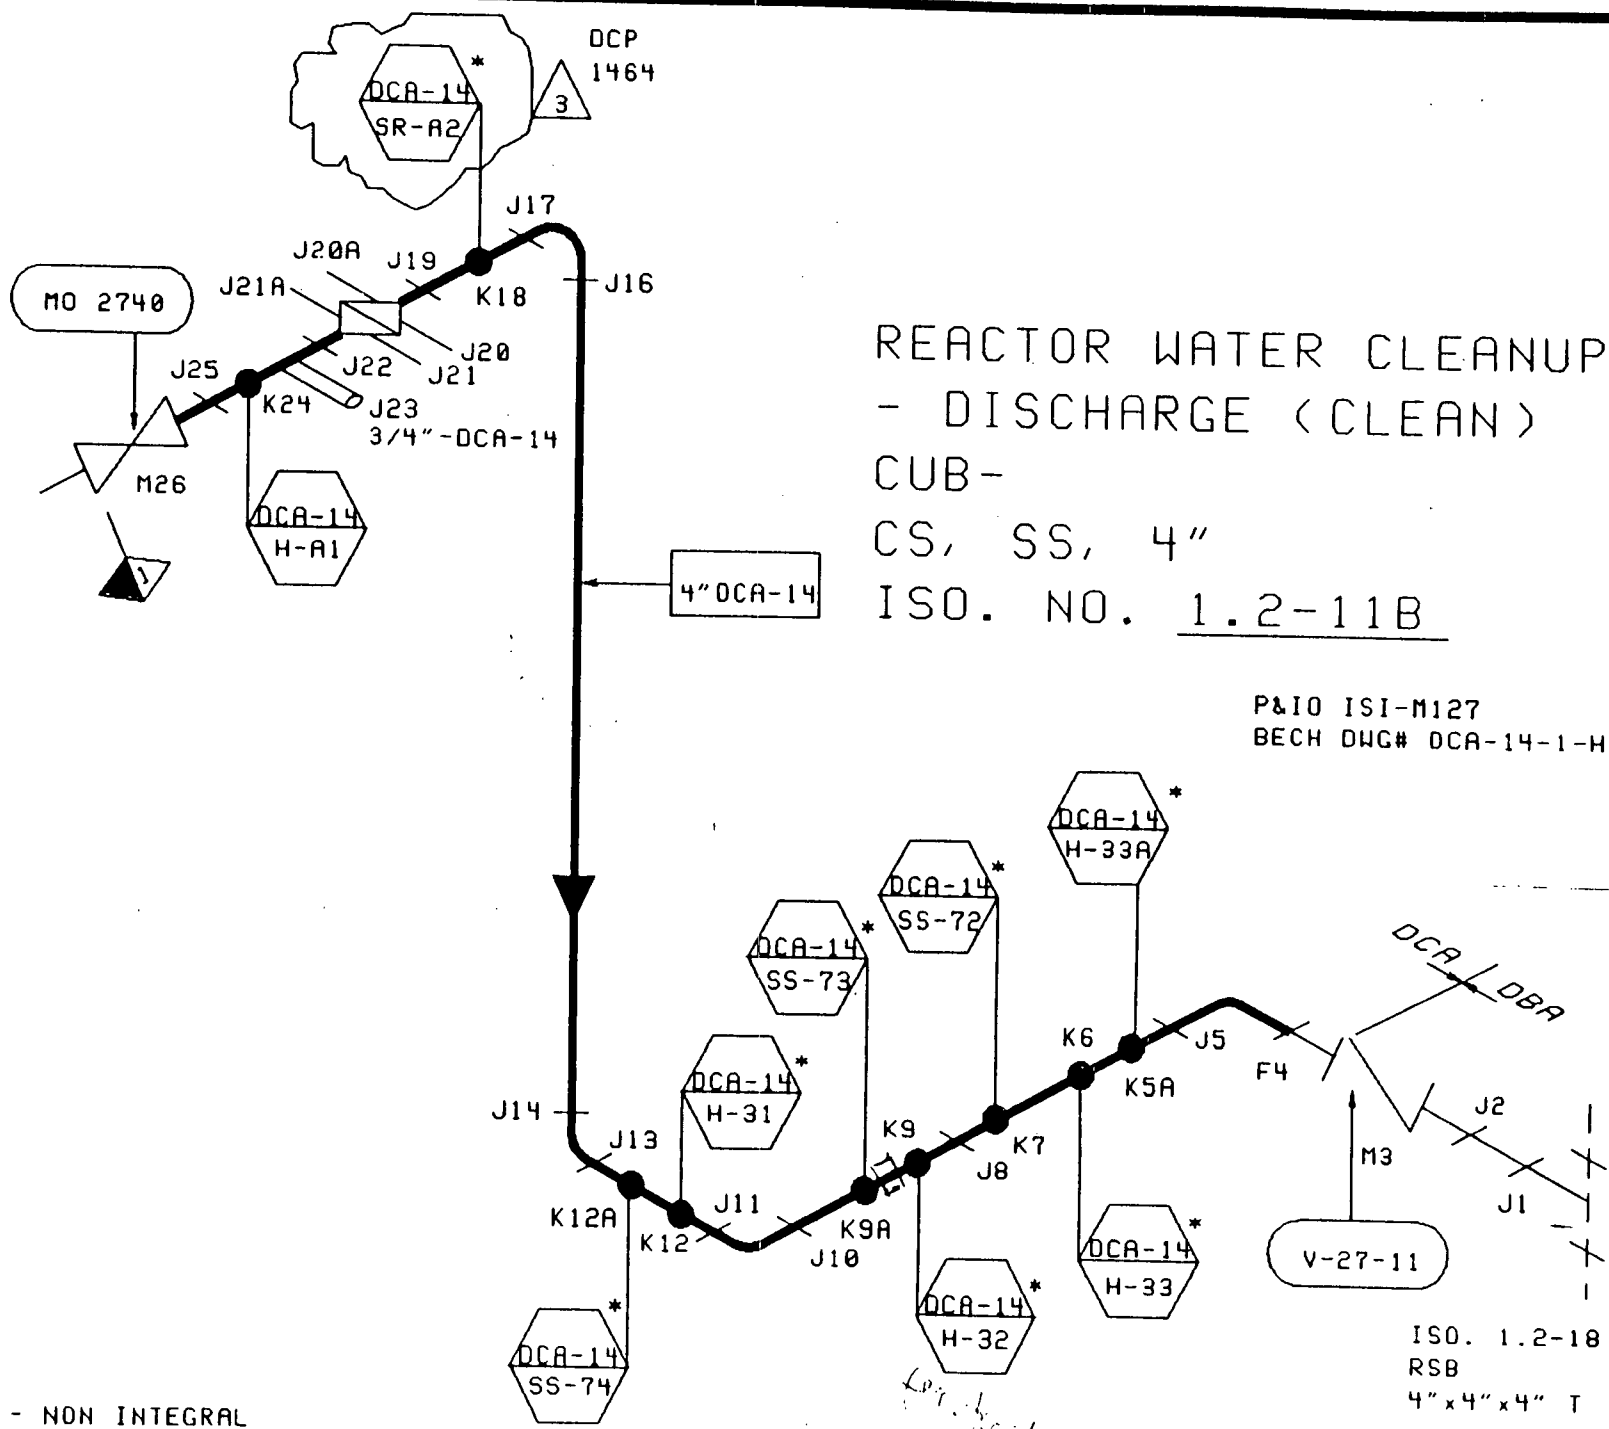 DCP
1464
3
*
DCA-14
SR-A2
J17
J20A
J19
J16
J21A
K18
MO 2740
J20
J22
J21
J25
K24
J23
3/4"-DCA-14
M26
DCA-14
H-A1
J
4"DCA-14
REACTOR WATER CLEANUP
- DISCHARGE (CLEAN)
CUB-
CS, SS, 4"
ISO. NO. 1.2-11B
P&ID ISI-M127
BECH DWG# DCA-14-1-H
*
DCA-14
H-33A
*
DCA-14
SS-72
*
DCA-14
SS-73
DCA
DBA
K6
K5A
J5
F4
*
DCA-14
H-31
J14
J13
K9
K7
J8
J2
M3
J1
K12A
K12
J11
K9A
J10
*
DCA-14
H-33
V-27-11
*
DCA-14
H-32
*
DCA-14
SS-74
ISO. 1.2-18
RSB
4"x4"x4" T
- NON INTEGRAL